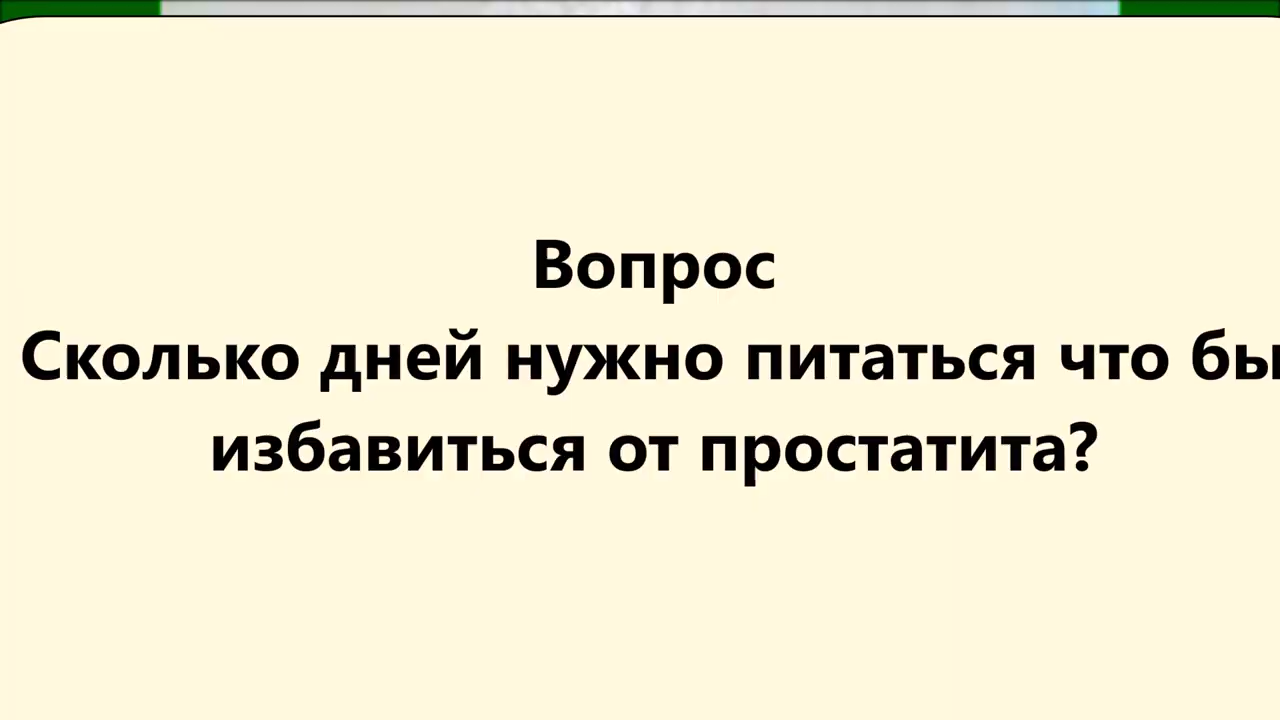 Вопрос
Сколько дней нужно питаться что бы
избавиться от простатита?